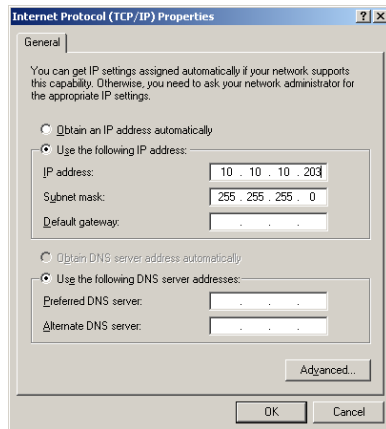 Internet Protocol (TCP/IP) Properties
General
You can get IP settings assigned automatically if your network supports
this capability. Otherwise, you need to ask your network administrator for
the appropriate IP settings.
Obtain an IP address automatically
Use the following IP address:
IP address: 10 . 10 . 10 . 203
Subnet mask: 255 . 255 . 255 . 0
Default gateway: . . .
Obtain DNS server address automatically
Use the following DNS server addresses:
Preferred DNS server: . . .
Alternate DNS server: . . .
Advanced...
OK Cancel